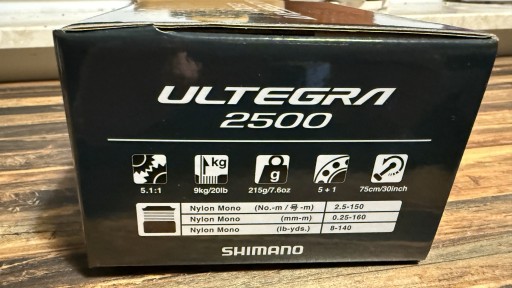 ULTEGRA
2500
kg
g
5.1:1 9kg/20lb 215g/7.6oz 5 + 1 75cm/30inch
Nylon Mono (No.-m / 号-m) 2.5-150
Nylon Mono (mm-m) 0.25-160
Nylon Mono (lb-yds.) 8-140
SHIMANO